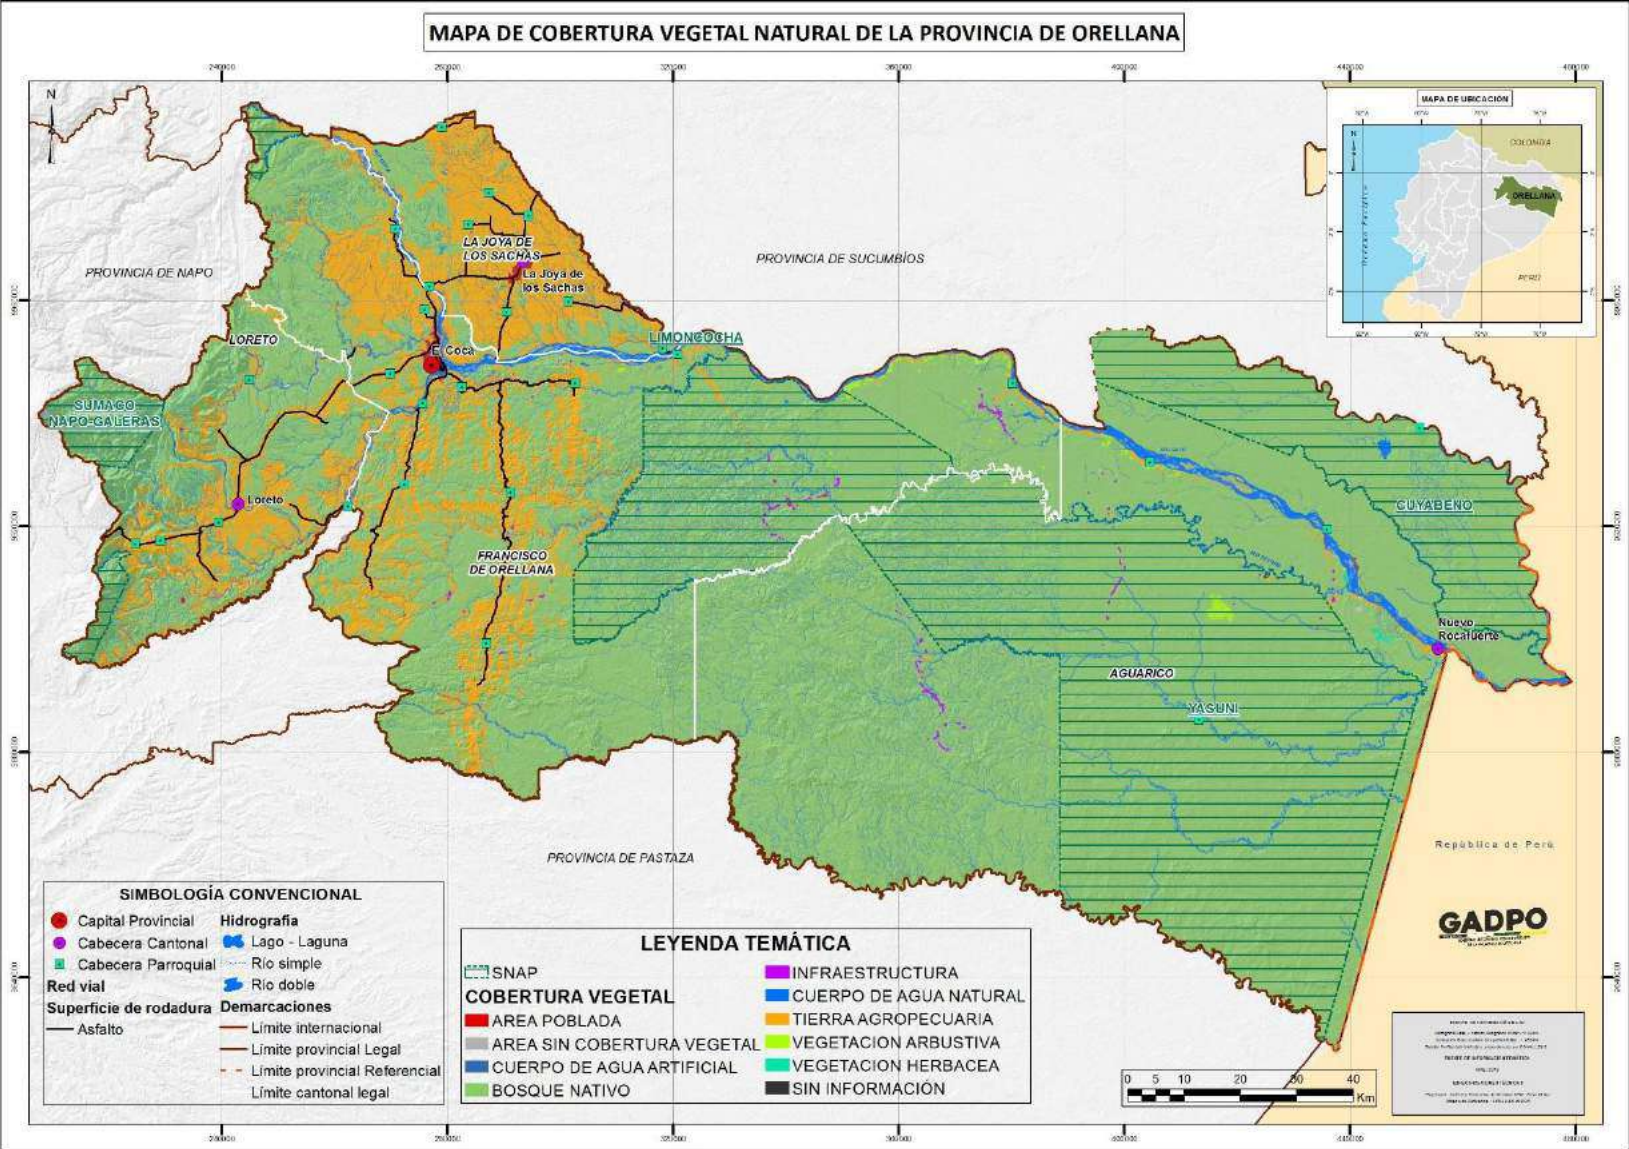 MAPA DE COBERTURA VEGETAL NATURAL DE LA PROVINCIA DE ORELLANA
N
MAPA DE UBICACIÓN
N
COLOMBIA
ORELLANA
PERÚ
PROVINCIA DE NAPO
PROVINCIA DE SUCUMBÍOS
LA JOYA DE
LOS SACHAS
La Joya de
los Sachas
LORETO
El Coca
LIMONCOCHA
SUMACO
NAPO-GALERAS
CUYABENO
Loreto
FRANCISCO
DE ORELLANA
Nuevo
Rocafuerte
AGUARICO
YASUNI
PROVINCIA DE PASTAZA
República de Perú
GADPO
SIMBOLOGÍA CONVENCIONAL
Capital Provincial
Cabecera Cantonal
Cabecera Parroquial
Red vial
Superficie de rodadura
Asfalto
Hidrografía
Lago - Laguna
Río simple
Río doble
Demarcaciones
Límite internacional
Límite provincial Legal
Límite provincial Referencial
Límite cantonal legal
LEYENDA TEMÁTICA
SNAP
COBERTURA VEGETAL
AREA POBLADA
AREA SIN COBERTURA VEGETAL
CUERPO DE AGUA ARTIFICIAL
BOSQUE NATIVO
INFRAESTRUCTURA
CUERPO DE AGUA NATURAL
TIERRA AGROPECUARIA
VEGETACION ARBUSTIVA
VEGETACION HERBACEA
SIN INFORMACIÓN
0 5 10 20 30 40
Km